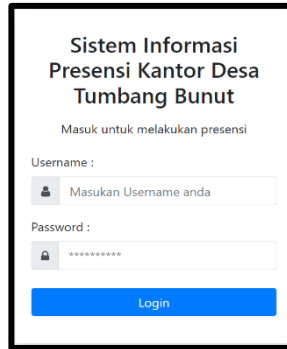 Sistem Informasi
Presensi Kantor Desa
Tumbang Bunut
Masuk untuk melakukan presensi
Username :
Masukan Username anda
Password :
**********
Login